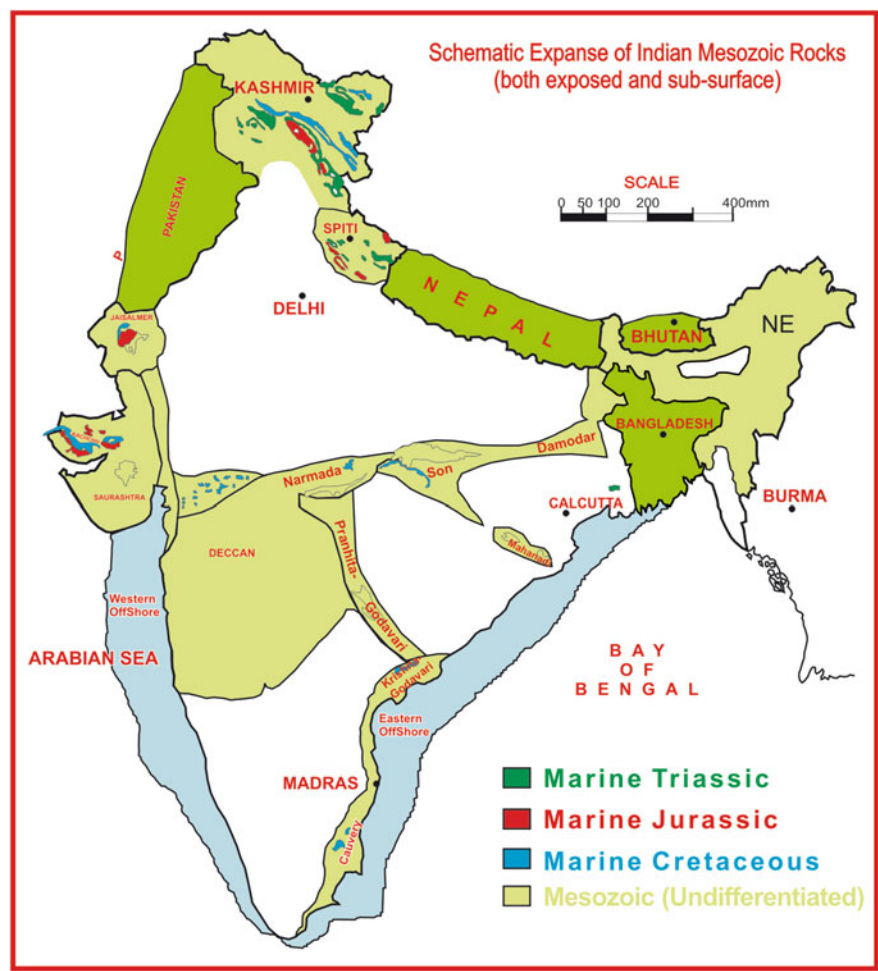 Schematic Expanse of Indian Mesozoic Rocks
(both exposed and sub-surface)
KASHMIR
SCALE
0 50 100 200 400mm
PAKISTAN
P
SPITI
DELHI
NEPAL
BHUTAN
NE
JAISALMER
BANGLADESH
KACHCHH
SAURASHTRA
Narmada
Son
Damodar
CALCUTTA
BURMA
DECCAN
Pranhita-
Godavari
Mahanadi
Western
OffShore
ARABIAN SEA
Krishna
Godavari
Eastern
OffShore
BAY
OF
BENGAL
MADRAS
Cauvery
Marine Triassic
Marine Jurassic
Marine Cretaceous
Mesozoic (Undifferentiated)